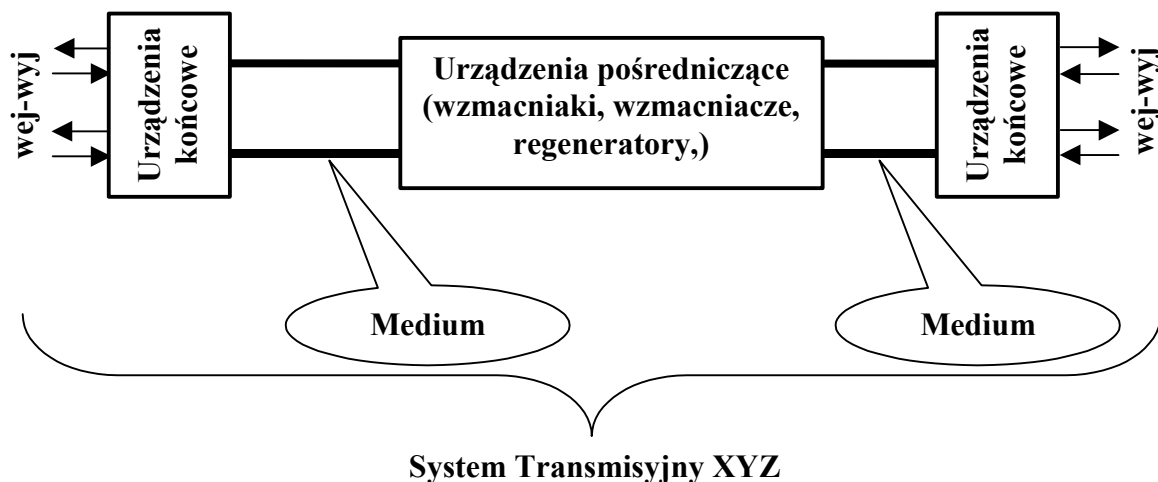 wej-wyj
Urządzenia
końcowe
Urządzenia pośredniczące
(wzmacniaki, wzmacniacze,
regeneratory,)
Urządzenia
końcowe
wej-wyj
Medium
Medium
System Transmisyjny XYZ